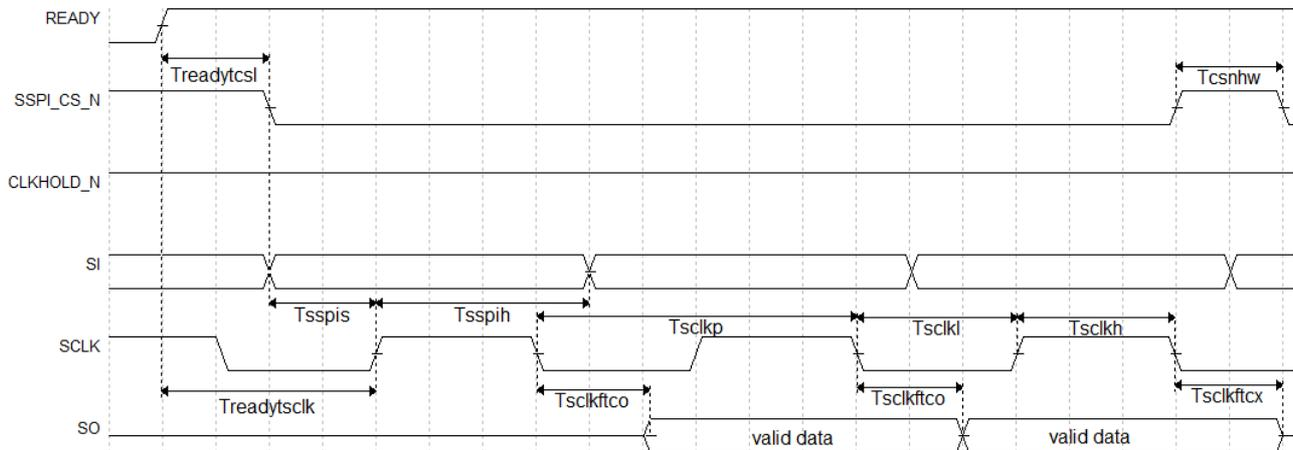 READY
Treadytcsl
Tcsnhw
SSPI_CS_N
CLKHOLD_N
SI
Tsspis
Tsspih
Tsclkp
Tsclkl
Tsclkh
SCLK
Treadytsclk
Tsclkftco
Tsclkftco
Tsclkftcx
SO
valid data
valid data